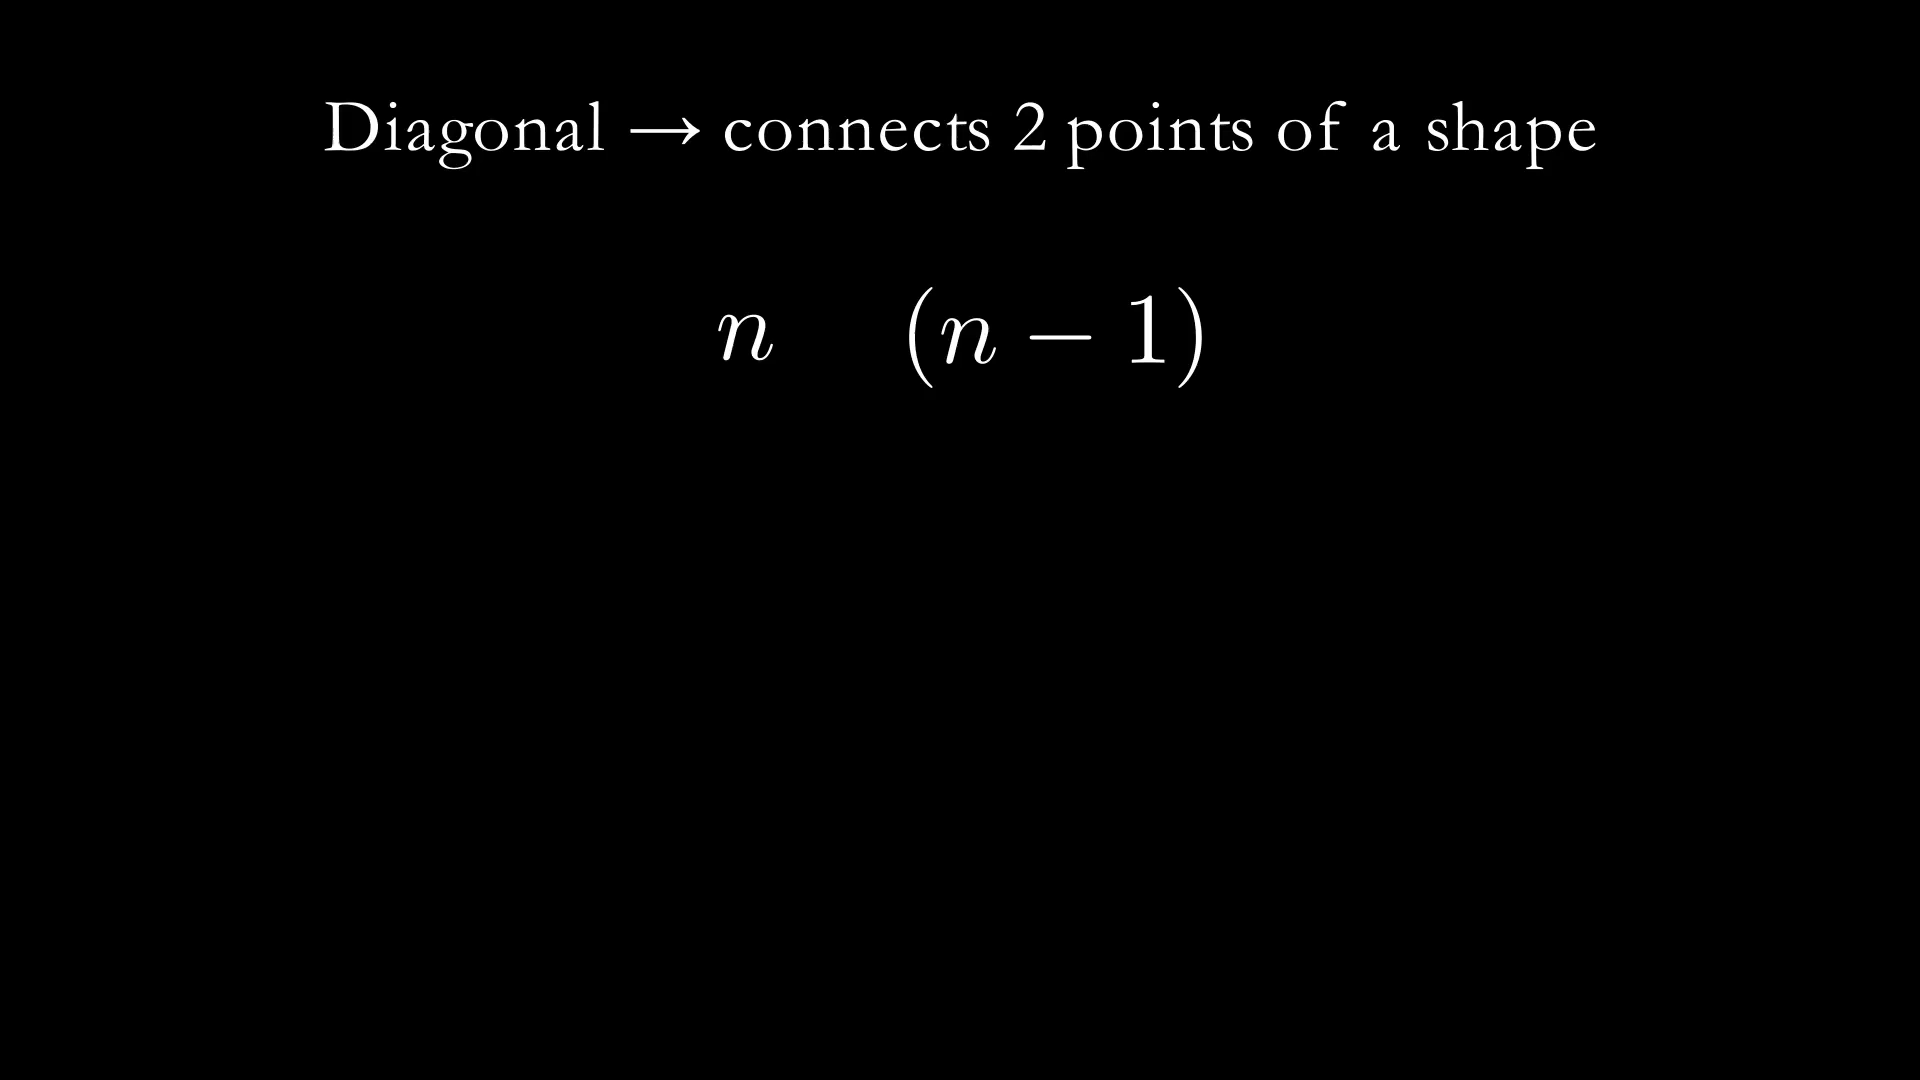 Diagonal → connects 2 points of a shape
n (n − 1)